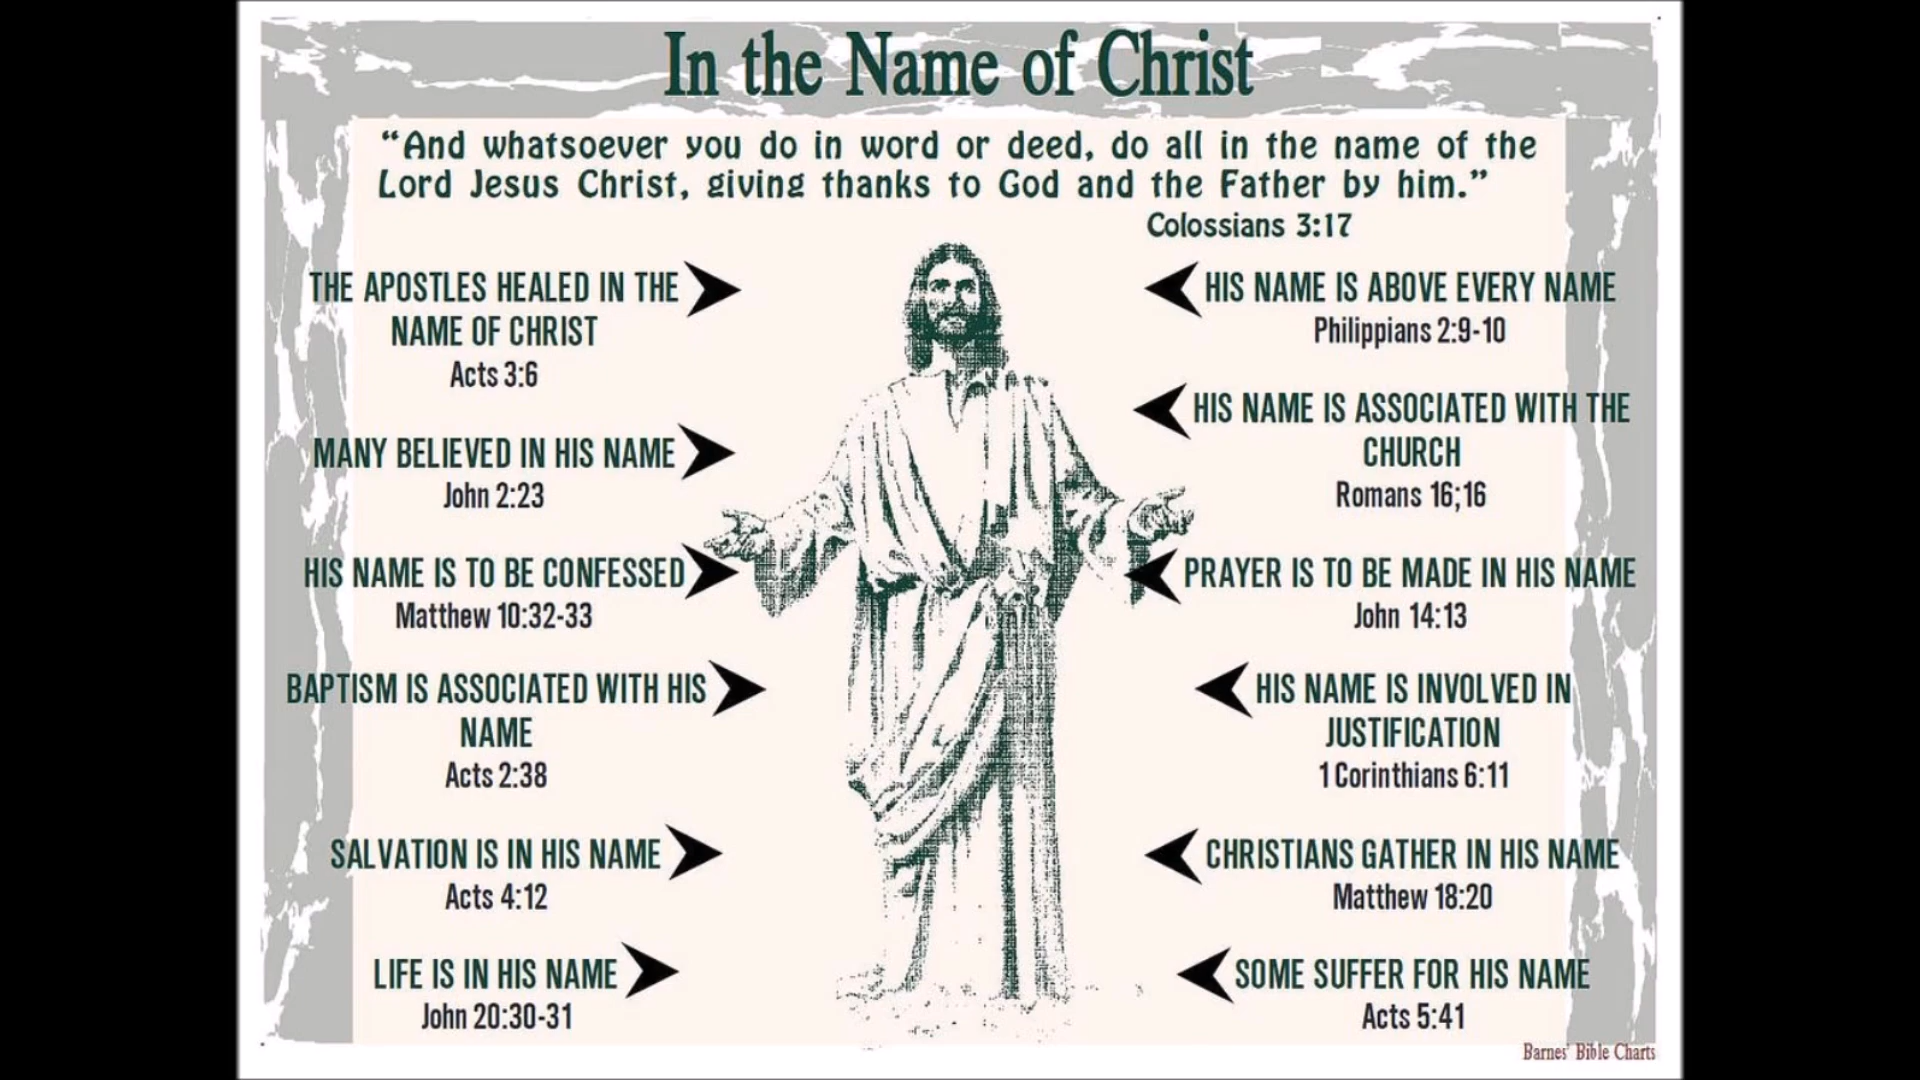 In the Name of Christ
“And whatsoever you do in word or deed, do all in the name of the
Lord Jesus Christ, giving thanks to God and the Father by him.”
Colossians 3:17
THE APOSTLES HEALED IN THE
NAME OF CHRIST
Acts 3:6
MANY BELIEVED IN HIS NAME
John 2:23
HIS NAME IS TO BE CONFESSED
Matthew 10:32-33
BAPTISM IS ASSOCIATED WITH HIS
NAME
Acts 2:38
SALVATION IS IN HIS NAME
Acts 4:12
LIFE IS IN HIS NAME
John 20:30-31
HIS NAME IS ABOVE EVERY NAME
Philippians 2:9-10
HIS NAME IS ASSOCIATED WITH THE
CHURCH
Romans 16;16
PRAYER IS TO BE MADE IN HIS NAME
John 14:13
HIS NAME IS INVOLVED IN
JUSTIFICATION
1 Corinthians 6:11
CHRISTIANS GATHER IN HIS NAME
Matthew 18:20
SOME SUFFER FOR HIS NAME
Acts 5:41
Barnes' Bible Charts